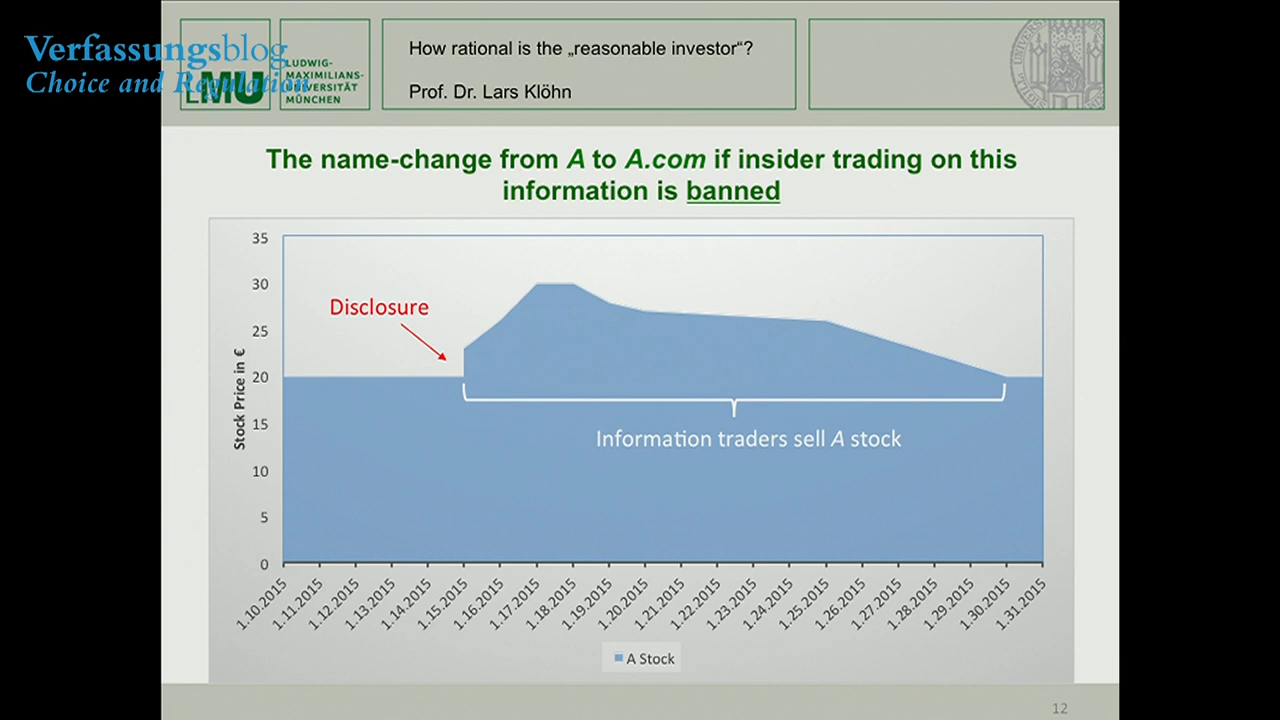 Verfassungsblog
Choice and Regulation
LMU
LUDWIG-
MAXIMILIANS-
UNIVERSITÄT
MÜNCHEN
How rational is the „reasonable investor“?
Prof. Dr. Lars Klöhn
The name-change from A to A.com if insider trading on this
information is banned
35
30
25
20
15
10
5
0
Stock Price in €
Disclosure
Information traders sell A stock
1.10.2015
1.11.2015
1.12.2015
1.13.2015
1.14.2015
1.15.2015
1.16.2015
1.17.2015
1.18.2015
1.19.2015
1.20.2015
1.21.2015
1.22.2015
1.23.2015
1.24.2015
1.25.2015
1.26.2015
1.27.2015
1.28.2015
1.29.2015
1.30.2015
1.31.2015
A Stock
12